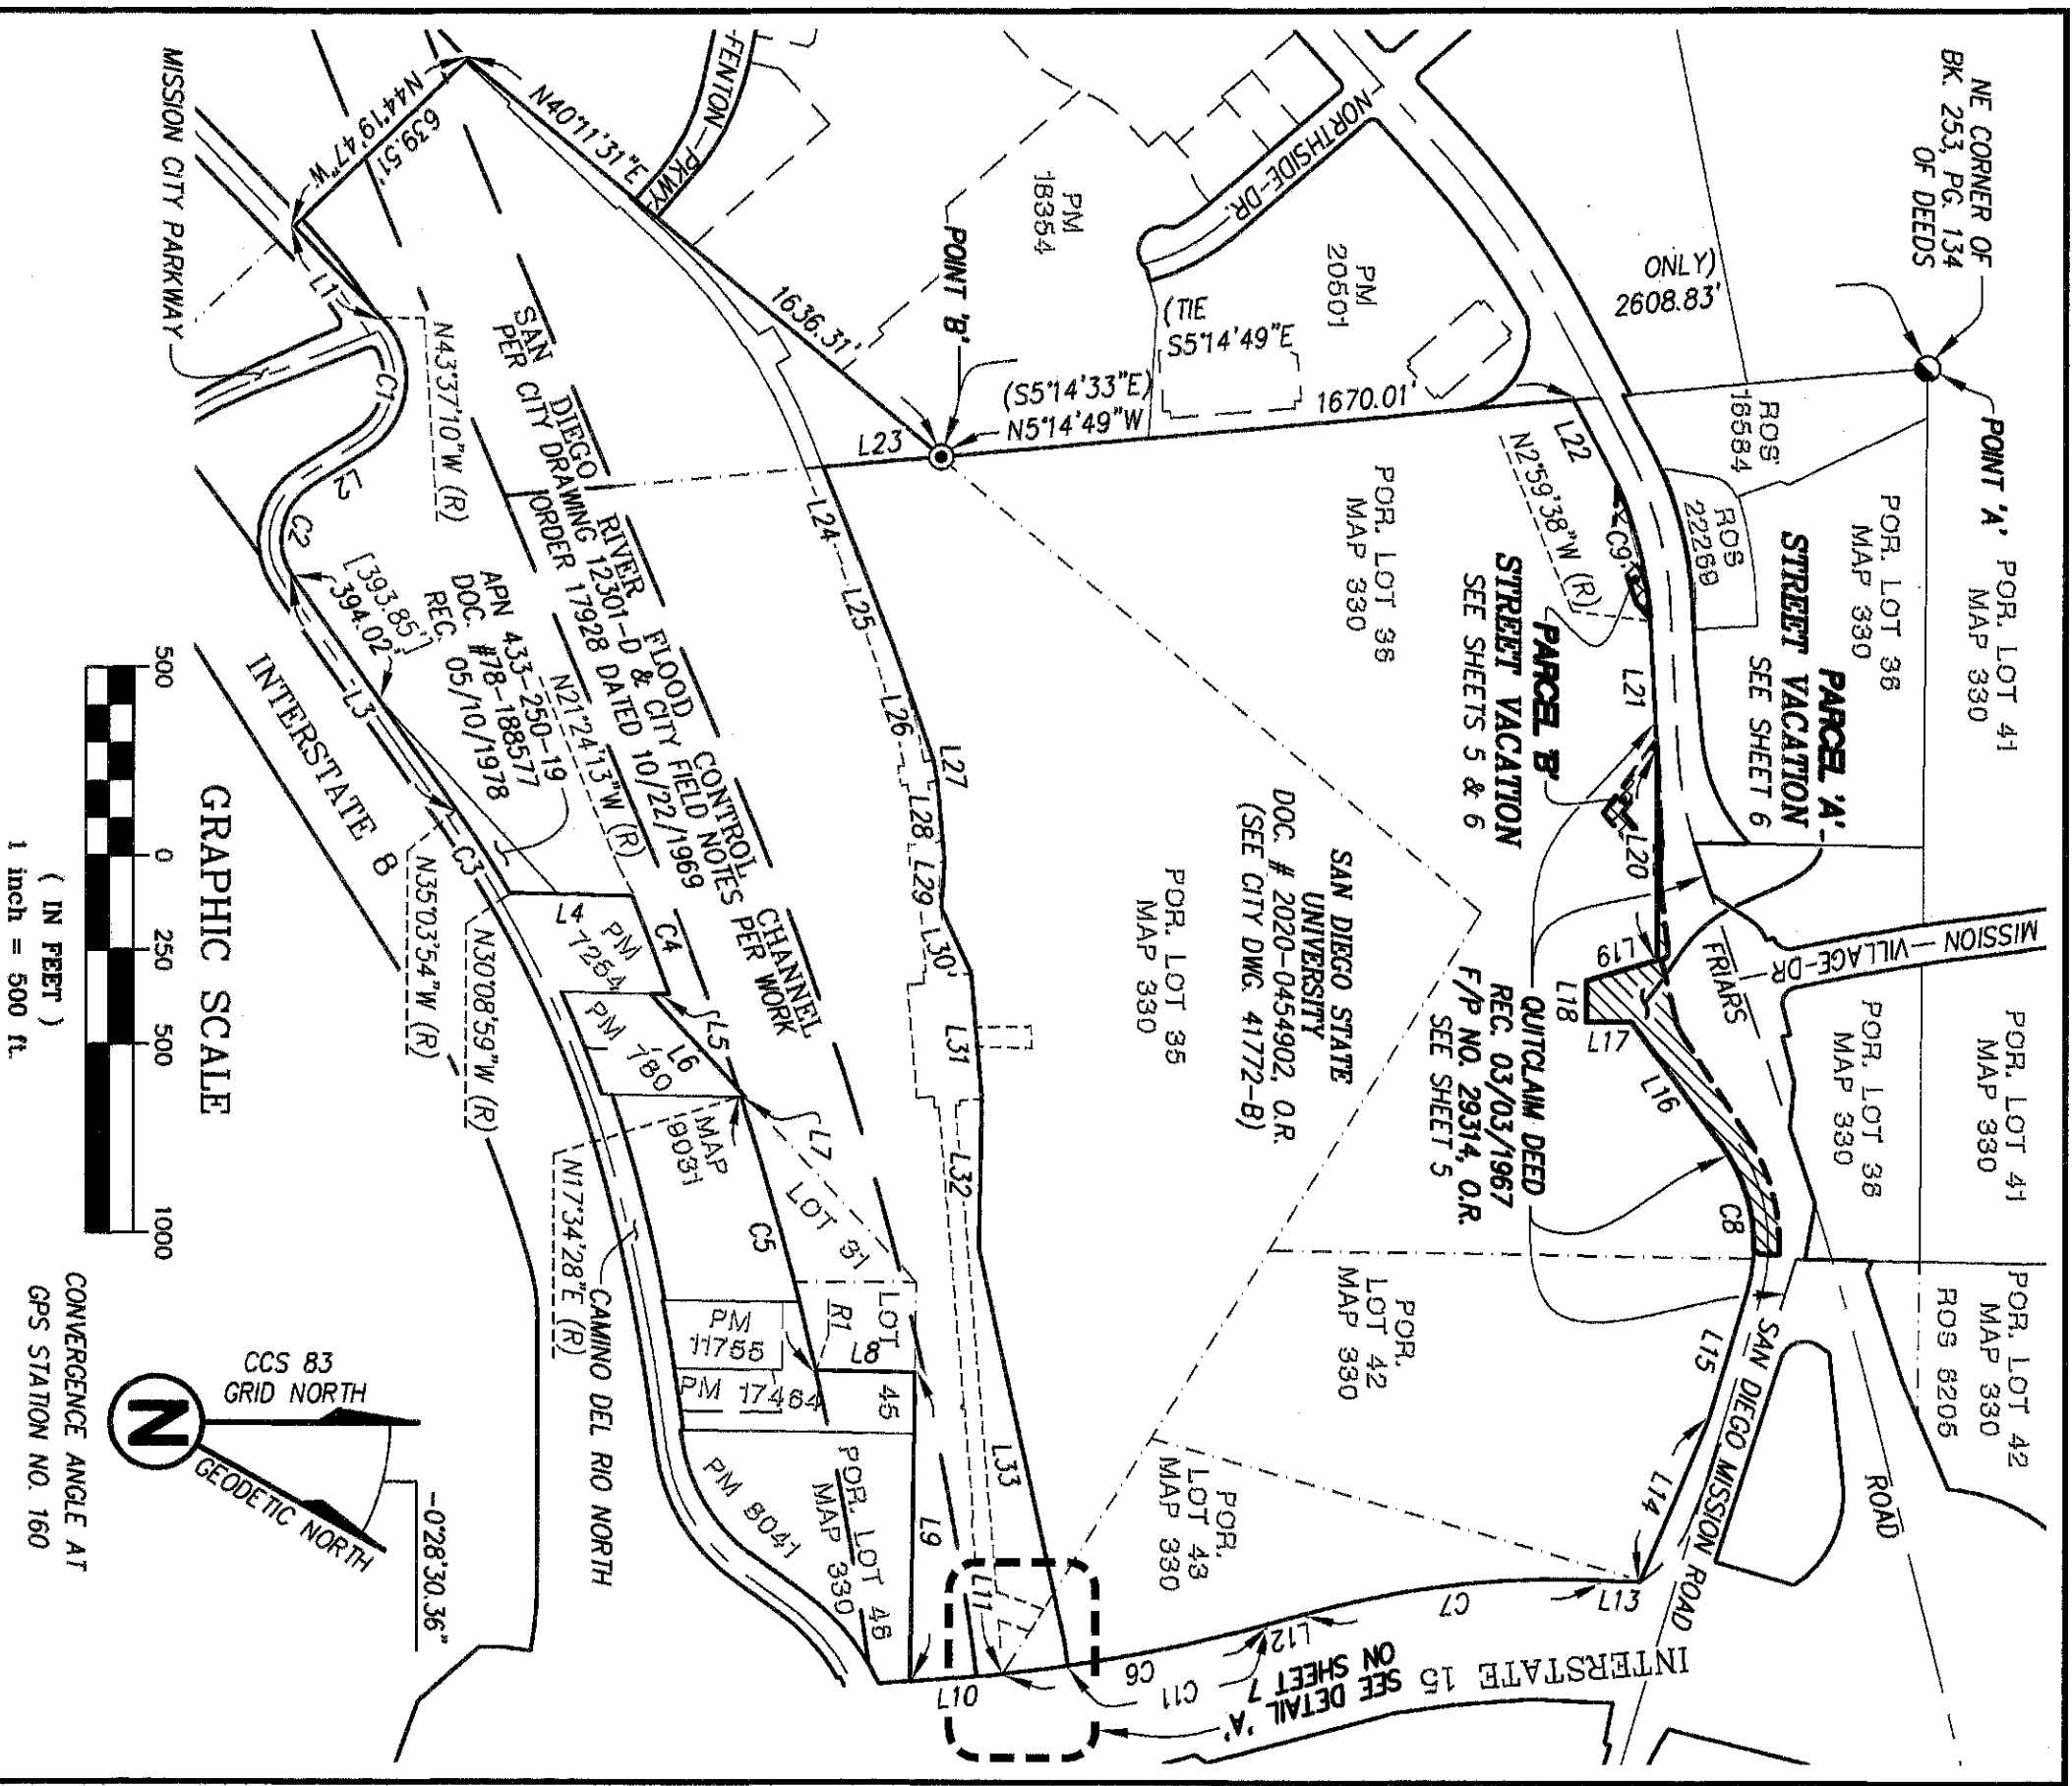 NE CORNER OF
BK. 253, PG. 134
OF DEEDS
POINT 'A'
POR. LOT 41
MAP 330
POR. LOT 36
MAP 330
PARCEL 'A'
STREET VACATION
SEE SHEET 6
MISSION VILLAGE DR
POR. LOT 41
MAP 330
POR. LOT 38
MAP 330
POR. LOT 42
MAP 330
ROS 6205
ROAD
ONLY)
2608.83'
ROS
16584
ROS
22269
FRIARS
NORTHSIDE DR.
PM
20501
(TIE
S5°14'49"E
1670.01'
(S5°14'33"E)
N5°14'49"W
POINT 'B'
L22
N2°59'38"W (R)
C9
PARCEL 'B'
STREET VACATION
SEE SHEETS 5 & 6
L21
L20
L19
L18
L17
L16
C8
L15
L14
L13
SAN DIEGO MISSION ROAD
QUITCLAIM DEED
REC. 03/03/1967
F/P NO. 29314, O.R.
SEE SHEET 5
POR. LOT 36
MAP 330
SAN DIEGO STATE
UNIVERSITY
DOC. # 2020-0454902, O.R.
(SEE CITY DWG. 41772-B)
POR. LOT 35
MAP 330
POR.
LOT 42
MAP 330
POR.
LOT 43
MAP 330
C7
L12
C6
C11
INTERSTATE 15
SEE DETAIL 'A'
ON SHEET 7
PM
18354
FENTON PKWY
N40°11'31"E
1636.31'
N44°19'47"W
639.51'
MISSION CITY PARKWAY
L1
N43°37'10"W (R)
C1
L2
C2
L23
L24
L25
L26
L27
L28
L29
L30
L31
L32
L33
SAN DIEGO RIVER FLOOD CONTROL CHANNEL
PER CITY DRAWING 12301-D & CITY FIELD NOTES PER WORK
ORDER 17928 DATED 10/22/1969
N21°24'13"W (R)
APN 433-250-19
DOC. #78-188577
REC. 05/10/1978
[393.85']
394.02'
L3
INTERSTATE 8
C3
N35°03'54"W (R)
N30°08'59"W (R)
L4
PM
7254
C4
L5
PM 780
L6
L7
MAP
9031
N17°34'28"E (R)
LOT 31
C5
LOT 45
R1
L8
PM
11755
PM 17464
CAMINO DEL RIO NORTH
PM 8041
POR. LOT 46
MAP 330
L9
L11
L10
GRAPHIC SCALE
500 0 250 500 1000
( IN FEET )
1 inch = 500 ft.
CCS 83
GRID NORTH
GEODETIC NORTH
N
-0°28'30.36"
CONVERGENCE ANGLE AT
GPS STATION NO. 160